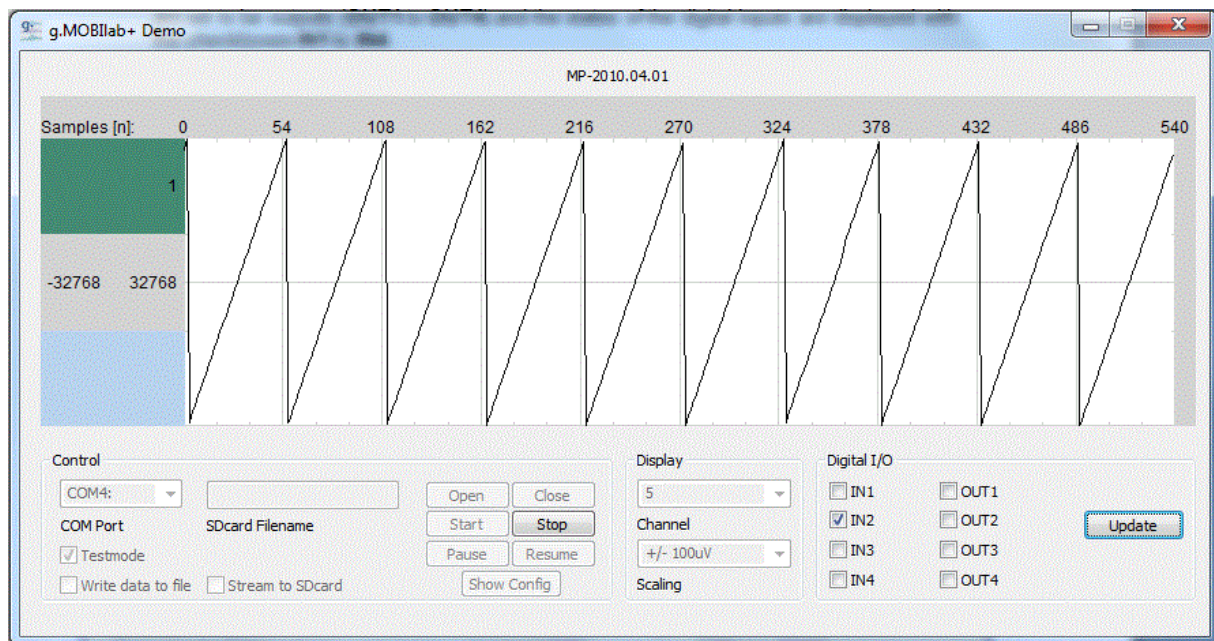 g.MOBIlab+ Demo
MP-2010.04.01
Samples [n]: 0 54 108 162 216 270 324 378 432 486 540
1
-32768 32768
Control
COM4:
COM Port SDcard Filename
Testmode
Write data to file Stream to SDcard
Open Close
Start Stop
Pause Resume
Show Config
Display
5
Channel
+/- 100uV
Scaling
Digital I/O
IN1 OUT1
IN2 OUT2
IN3 OUT3
IN4 OUT4
Update